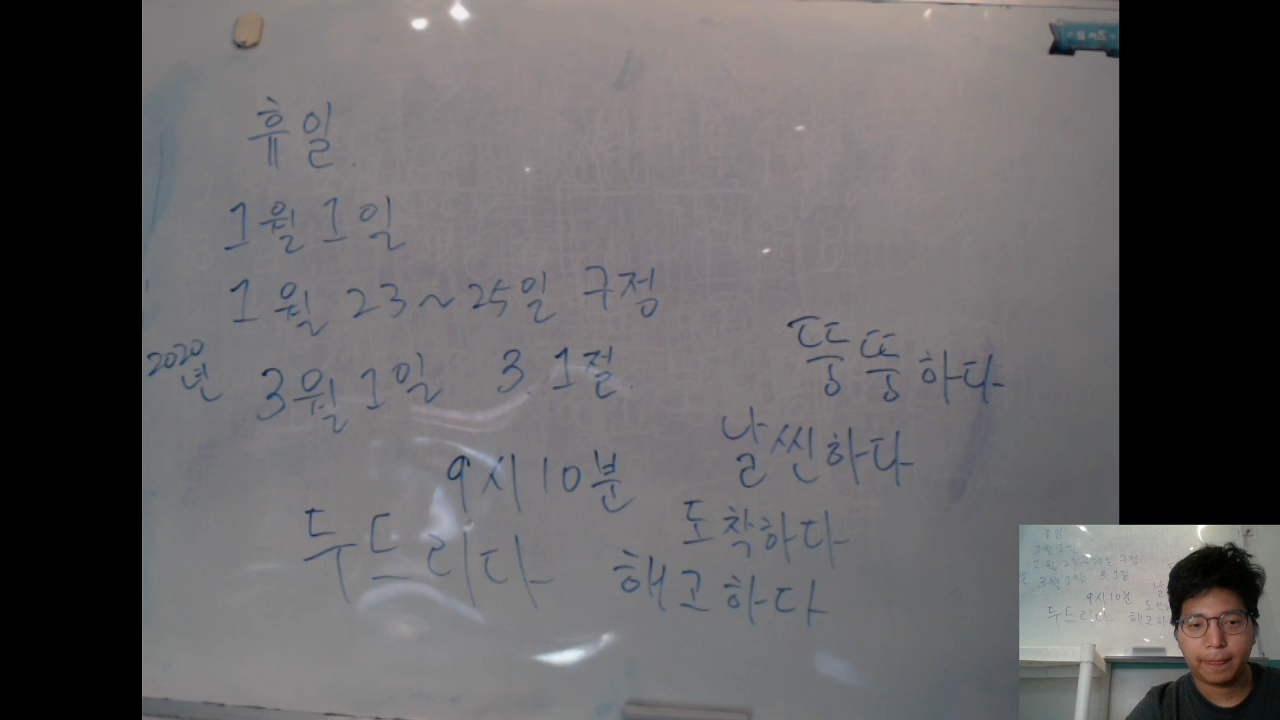 휴일.
1월 1일
1월 23~25일 구정
2020년 3월 1일 3.1절.
뚱뚱하다
날씬하다
9시 10분
도착하다
두드리다
해고하다